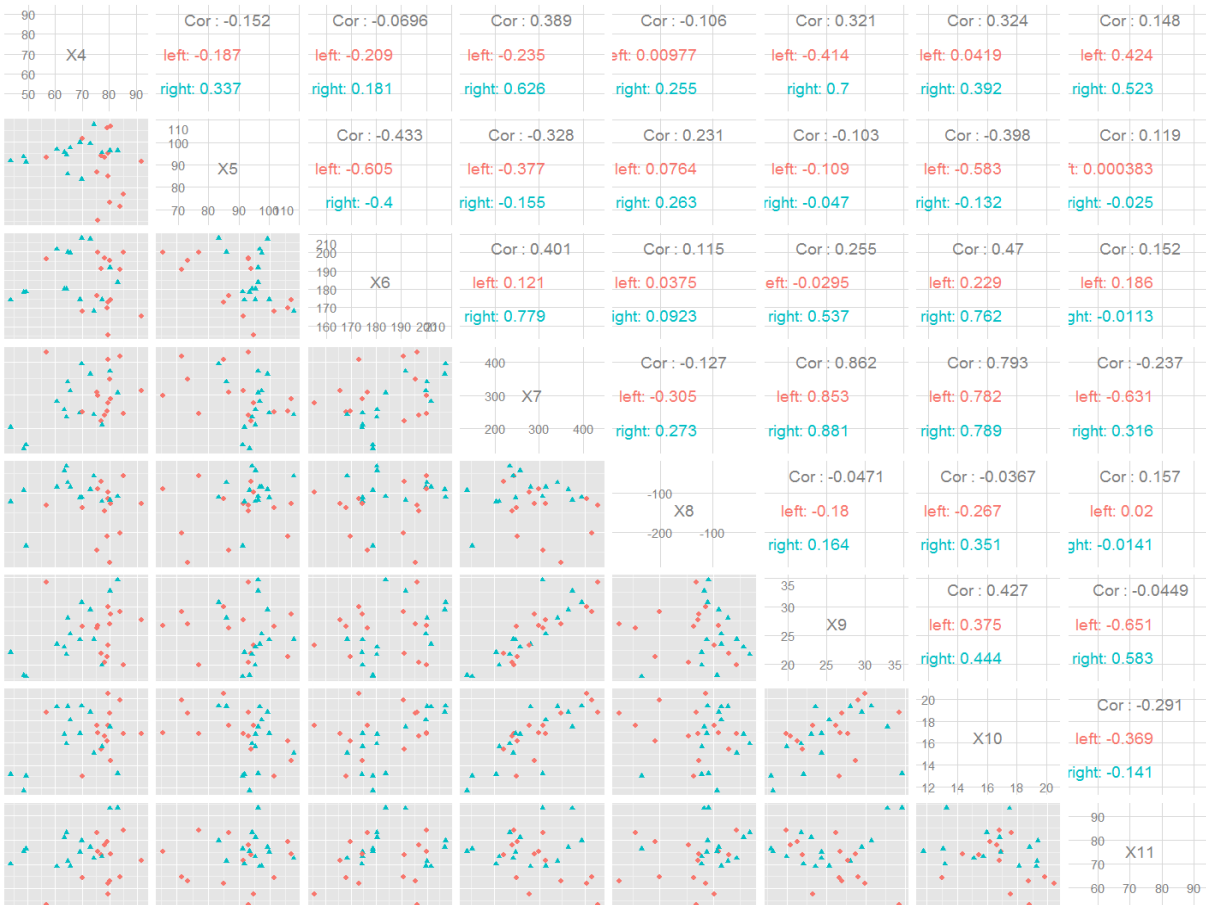 90 Cor : -0.152 Cor : -0.0696 Cor : 0.389 Cor : -0.106 Cor : 0.321 Cor : 0.324 Cor : 0.148
80
70 X4 left: -0.187 left: -0.209 left: -0.235 eft: 0.00977 left: -0.414 left: 0.0419 left: 0.424
60 right: 0.337 right: 0.181 right: 0.626 right: 0.255 right: 0.7 right: 0.392 right: 0.523
50 60 70 80 90
110 Cor : -0.433 Cor : -0.328 Cor : 0.231 Cor : -0.103 Cor : -0.398 Cor : 0.119
100
90 X5 left: -0.605 left: -0.377 left: 0.0764 left: -0.109 left: -0.583 t: 0.000383
80 right: -0.4 right: -0.155 right: 0.263 right: -0.047 right: -0.132 right: -0.025
70 80 90 100 110
210 Cor : 0.401 Cor : 0.115 Cor : 0.255 Cor : 0.47 Cor : 0.152
200
190
180 X6 left: 0.121 left: 0.0375 eft: -0.0295 left: 0.229 left: 0.186
170 right: 0.779 right: 0.0923 right: 0.537 right: 0.762 ght: -0.0113
160 170 180 190 200 210
400 Cor : -0.127 Cor : 0.862 Cor : 0.793 Cor : -0.237
300 X7 left: -0.305 left: 0.853 left: 0.782 left: -0.631
200 right: 0.273 right: 0.881 right: 0.789 right: 0.316
200 300 400
Cor : -0.0471 Cor : -0.0367 Cor : 0.157
-100
X8 left: -0.18 left: -0.267 left: 0.02
-200 -100 right: 0.164 right: 0.351 ght: -0.0141
35 Cor : 0.427 Cor : -0.0449
30
25 X9 left: 0.375 left: -0.651
20 right: 0.444 right: 0.583
20 25 30 35
20 Cor : -0.291
18
16 X10 left: -0.369
14 right: -0.141
12
12 14 16 18 20
90
80
70 X11
60
60 70 80 90